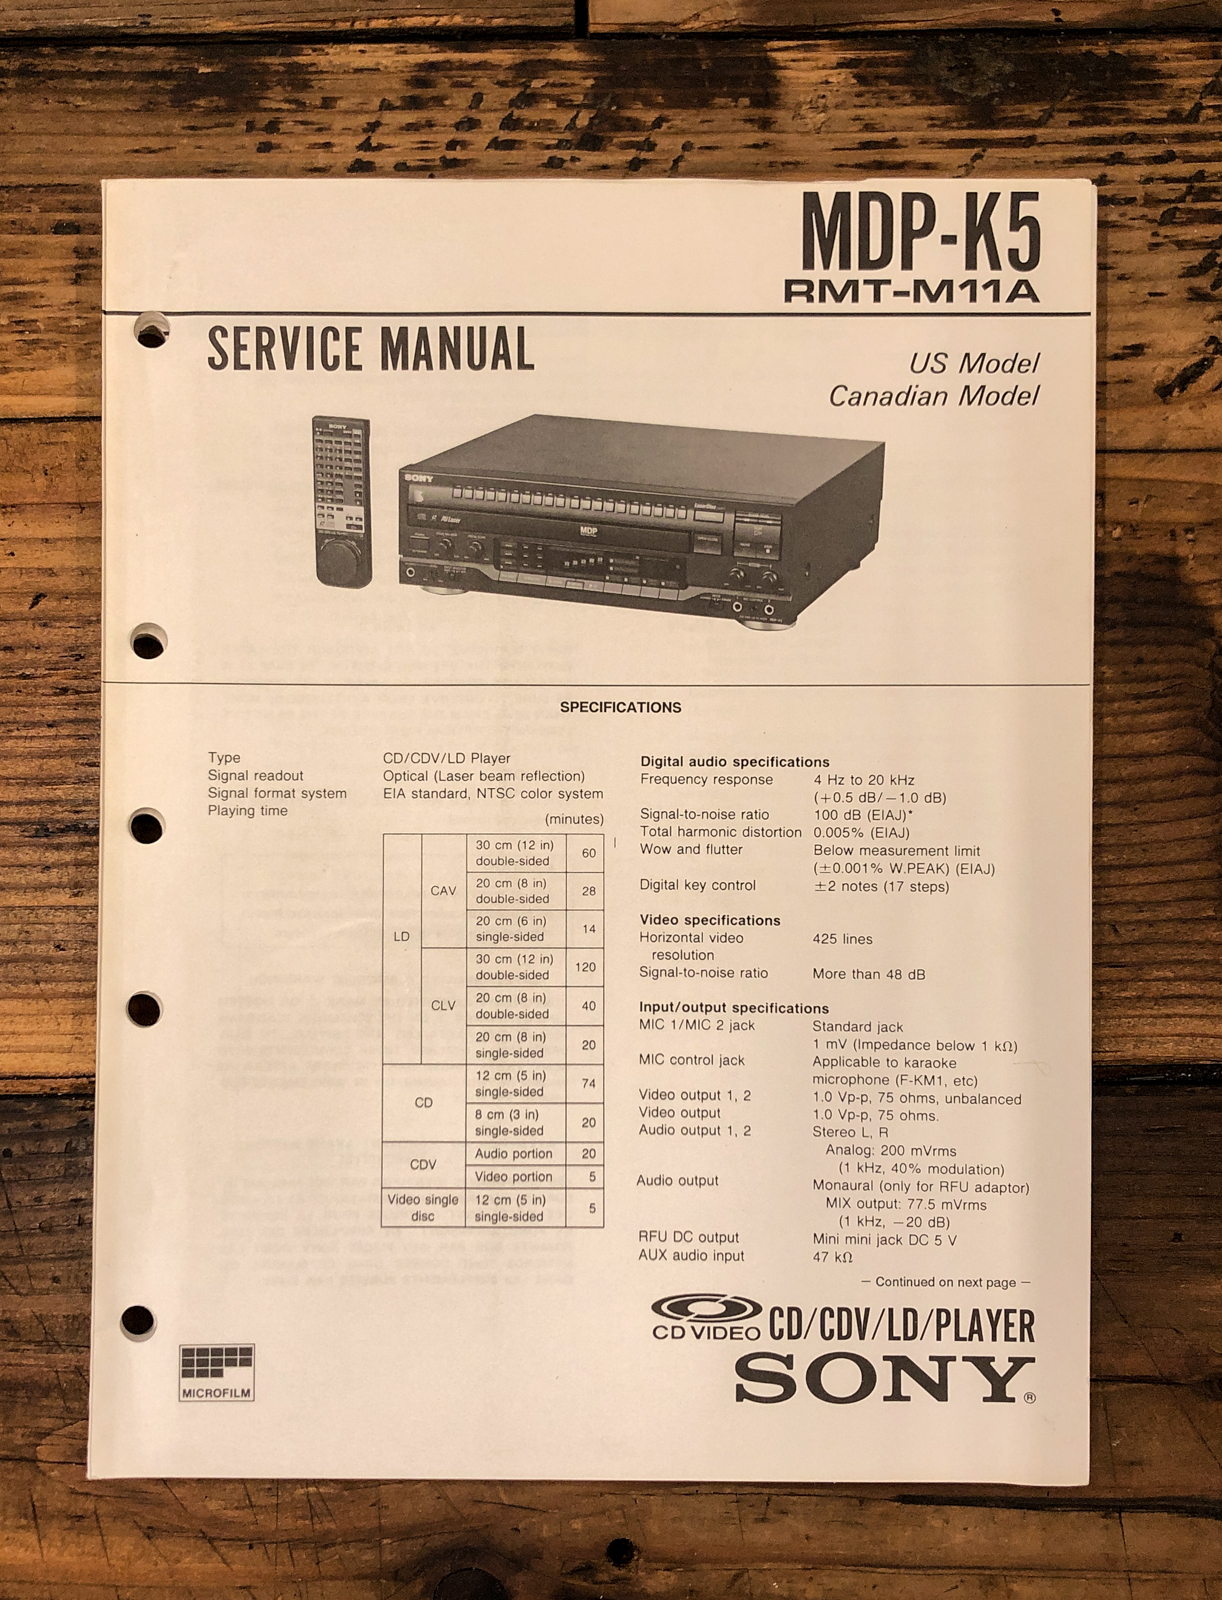 MDP-K5
RMT-M11A
SERVICE MANUAL
US Model
Canadian Model
SONY
SONY
MDP
SPECIFICATIONS
Type CD/CDV/LD Player
Signal readout Optical (Laser beam reflection)
Signal format system EIA standard, NTSC color system
Playing time
(minutes)
LD
CAV
30 cm (12 in) double-sided 60
20 cm (8 in) double-sided 28
20 cm (6 in) single-sided 14
CLV
30 cm (12 in) double-sided 120
20 cm (8 in) double-sided 40
20 cm (8 in) single-sided 20
CD
12 cm (5 in) single-sided 74
8 cm (3 in) single-sided 20
CDV
Audio portion 20
Video portion 5
Video single disc
12 cm (5 in) single-sided 5
Digital audio specifications
Frequency response 4 Hz to 20 kHz
(+0.5 dB/−1.0 dB)
Signal-to-noise ratio 100 dB (EIAJ)*
Total harmonic distortion 0.005% (EIAJ)
Wow and flutter Below measurement limit
(±0.001% W.PEAK) (EIAJ)
Digital key control ±2 notes (17 steps)
Video specifications
Horizontal video 425 lines
resolution
Signal-to-noise ratio More than 48 dB
Input/output specifications
MIC 1/MIC 2 jack Standard jack
1 mV (Impedance below 1 kΩ)
MIC control jack Applicable to karaoke
microphone (F-KM1, etc)
Video output 1, 2 1.0 Vp-p, 75 ohms, unbalanced
Video output 1.0 Vp-p, 75 ohms.
Audio output 1, 2 Stereo L, R
Analog: 200 mVrms
(1 kHz, 40% modulation)
Audio output Monaural (only for RFU adaptor)
MIX output: 77.5 mVrms
(1 kHz, −20 dB)
RFU DC output Mini mini jack DC 5 V
AUX audio input 47 kΩ
— Continued on next page —
CD VIDEO CD/CDV/LD/PLAYER
SONY®
MICROFILM